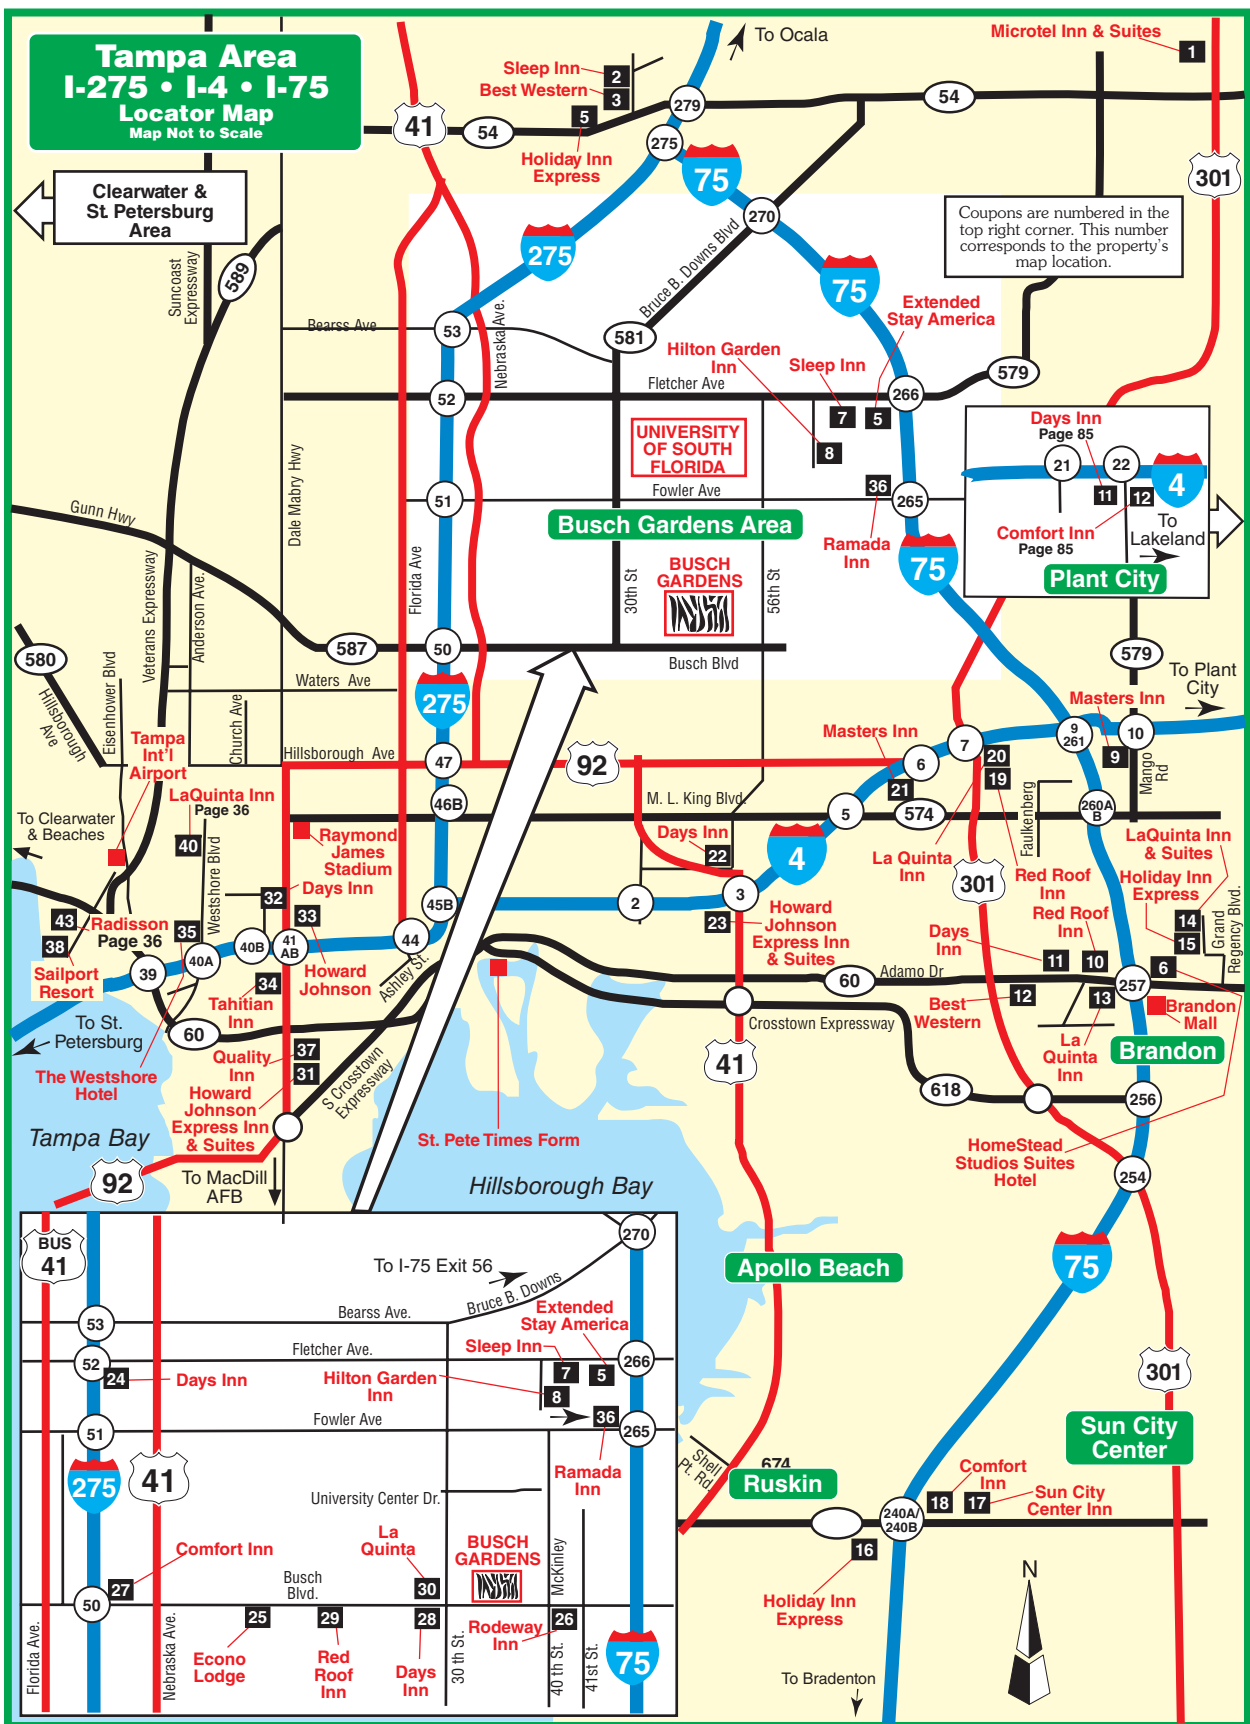 Tampa Area
I-275 • I-4 • I-75
Locator Map
Map Not to Scale
Clearwater &
St. Petersburg
Area
Suncoast
Expressway
589
41
54
Sleep Inn
2
Best Western
3
5
Holiday Inn
Express
To Ocala
279
275
75
54
Microtel Inn & Suites
1
301
270
275
Bruce B. Downs Blvd
Coupons are numbered in the
top right corner. This number
corresponds to the property's
map location.
75
Extended
Stay America
Bearss Ave
53
Nebraska Ave.
581
Hilton Garden
Inn
Sleep Inn
579
Fletcher Ave
52
266
7
5
8
UNIVERSITY
OF SOUTH
FLORIDA
Dale Mabry Hwy
Days Inn
Page 85
21
22
4
11
12
Comfort Inn
Page 85
To
Lakeland
Plant City
Gunn Hwy
51
Fowler Ave
36
265
Busch Gardens Area
Ramada
Inn
75
Veterans Expressway
Anderson Ave.
Florida Ave
30th St
BUSCH
GARDENS
56th St
580
587
50
Busch Blvd
579
To Plant
City
Hillsborough
Ave
Eisenhower Blvd
Waters Ave
Church Ave
275
Masters Inn
Tampa
Int'l
Airport
Hillsborough Ave
47
92
Masters Inn
6
7
9
261
10
9
Mango
Rd
20
19
21
LaQuinta Inn
Page 36
46B
M. L. King Blvd.
5
574
Faulkenberg
260A
B
To Clearwater
& Beaches
40
Westshore Blvd
Raymond
James
Stadium
Days Inn
22
4
La Quinta
Inn
301
Red Roof
Inn
LaQuinta Inn
& Suites
Holiday Inn
Express
32
Days Inn
33
45B
2
3
23
Howard
Johnson
Express Inn
& Suites
Red Roof
Inn
14
15
Grand
Regency Blvd.
43
Radisson
Page 36
35
38
Sailport
Resort
39
40A
40B
41
AB
44
Ashley St.
Howard
Johnson
Days
Inn
11
10
6
34
Tahitian
Inn
60
Adamo Dr
257
Best
Western
12
13
Brandon
Mall
To St.
Petersburg
60
Crosstown Expressway
La
Quinta
Inn
Brandon
The Westshore
Hotel
Quality
Inn
37
31
Howard
Johnson
Express Inn
& Suites
S Crosstown
Expressway
41
618
256
Tampa Bay
St. Pete Times Form
HomeStead
Studios Suites
Hotel
254
92
To MacDill
AFB
Hillsborough Bay
75
Apollo Beach
BUS
41
To I-75 Exit 56
270
Bruce B. Downs
Bearss Ave.
53
Extended
Stay America
Fletcher Ave.
Sleep Inn
52
266
24
Days Inn
Hilton Garden
Inn
7
5
8
Fowler Ave
36
51
265
275
41
Ramada
Inn
University Center Dr.
301
Sun City
Center
Shell
Pt. Rd.
674
Ruskin
Comfort
Inn
18
17
Sun City
Center Inn
240A/
240B
16
Holiday Inn
Express
Comfort Inn
27
La
Quinta
BUSCH
GARDENS
McKinley
Busch
Blvd.
30
50
25
29
28
Rodeway
Inn
26
Econo
Lodge
Red
Roof
Inn
Days
Inn
Florida Ave.
Nebraska Ave.
30 th St.
40 th St.
41st St.
75
N
To Bradenton